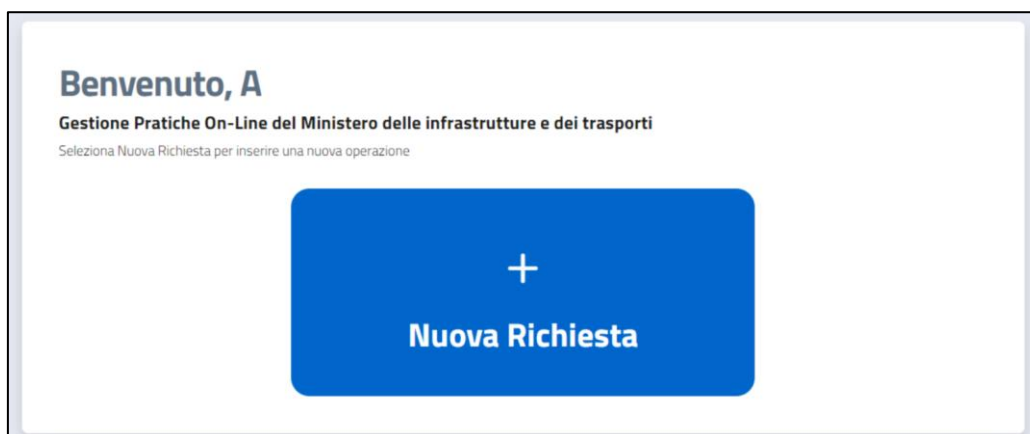 Benvenuto, A
Gestione Pratiche On-Line del Ministero delle infrastrutture e dei trasporti
Seleziona Nuova Richiesta per inserire una nuova operazione
+
Nuova Richiesta